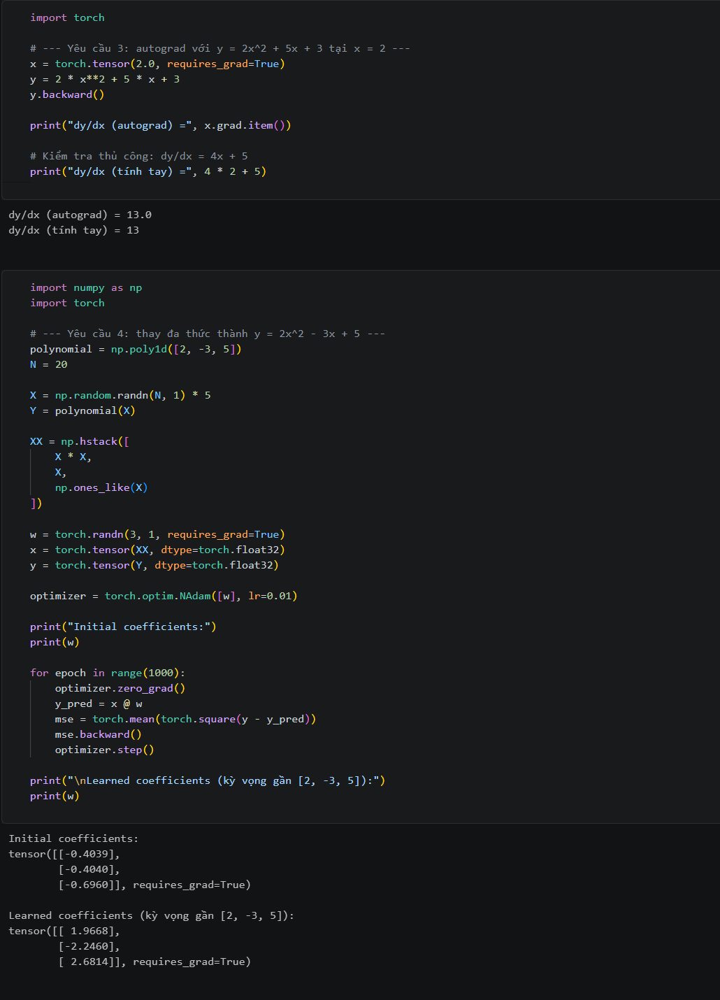 import torch
# --- Yêu cầu 3: autograd với y = 2x^2 + 5x + 3 tại x = 2 ---
x = torch.tensor(2.0, requires_grad=True)
y = 2 * x**2 + 5 * x + 3
y.backward()
print("dy/dx (autograd) =", x.grad.item())
# Kiểm tra thủ công: dy/dx = 4x + 5
print("dy/dx (tính tay) =", 4 * 2 + 5)
dy/dx (autograd) = 13.0
dy/dx (tính tay) = 13
import numpy as np
import torch
# --- Yêu cầu 4: thay đa thức thành y = 2x^2 - 3x + 5 ---
polynomial = np.poly1d([2, -3, 5])
N = 20
X = np.random.randn(N, 1) * 5
Y = polynomial(X)
XX = np.hstack([
    X * X,
    X,
    np.ones_like(X)
])
w = torch.randn(3, 1, requires_grad=True)
x = torch.tensor(XX, dtype=torch.float32)
y = torch.tensor(Y, dtype=torch.float32)
optimizer = torch.optim.NAdam([w], lr=0.01)
print("Initial coefficients:")
print(w)
for epoch in range(1000):
    optimizer.zero_grad()
    y_pred = x @ w
    mse = torch.mean(torch.square(y - y_pred))
    mse.backward()
    optimizer.step()
print("\nLearned coefficients (kỳ vọng gần [2, -3, 5]):")
print(w)
Initial coefficients:
tensor([[-0.4039],
        [-0.4040],
        [-0.6960]], requires_grad=True)
Learned coefficients (kỳ vọng gần [2, -3, 5]):
tensor([[ 1.9668],
        [-2.2460],
        [ 2.6814]], requires_grad=True)